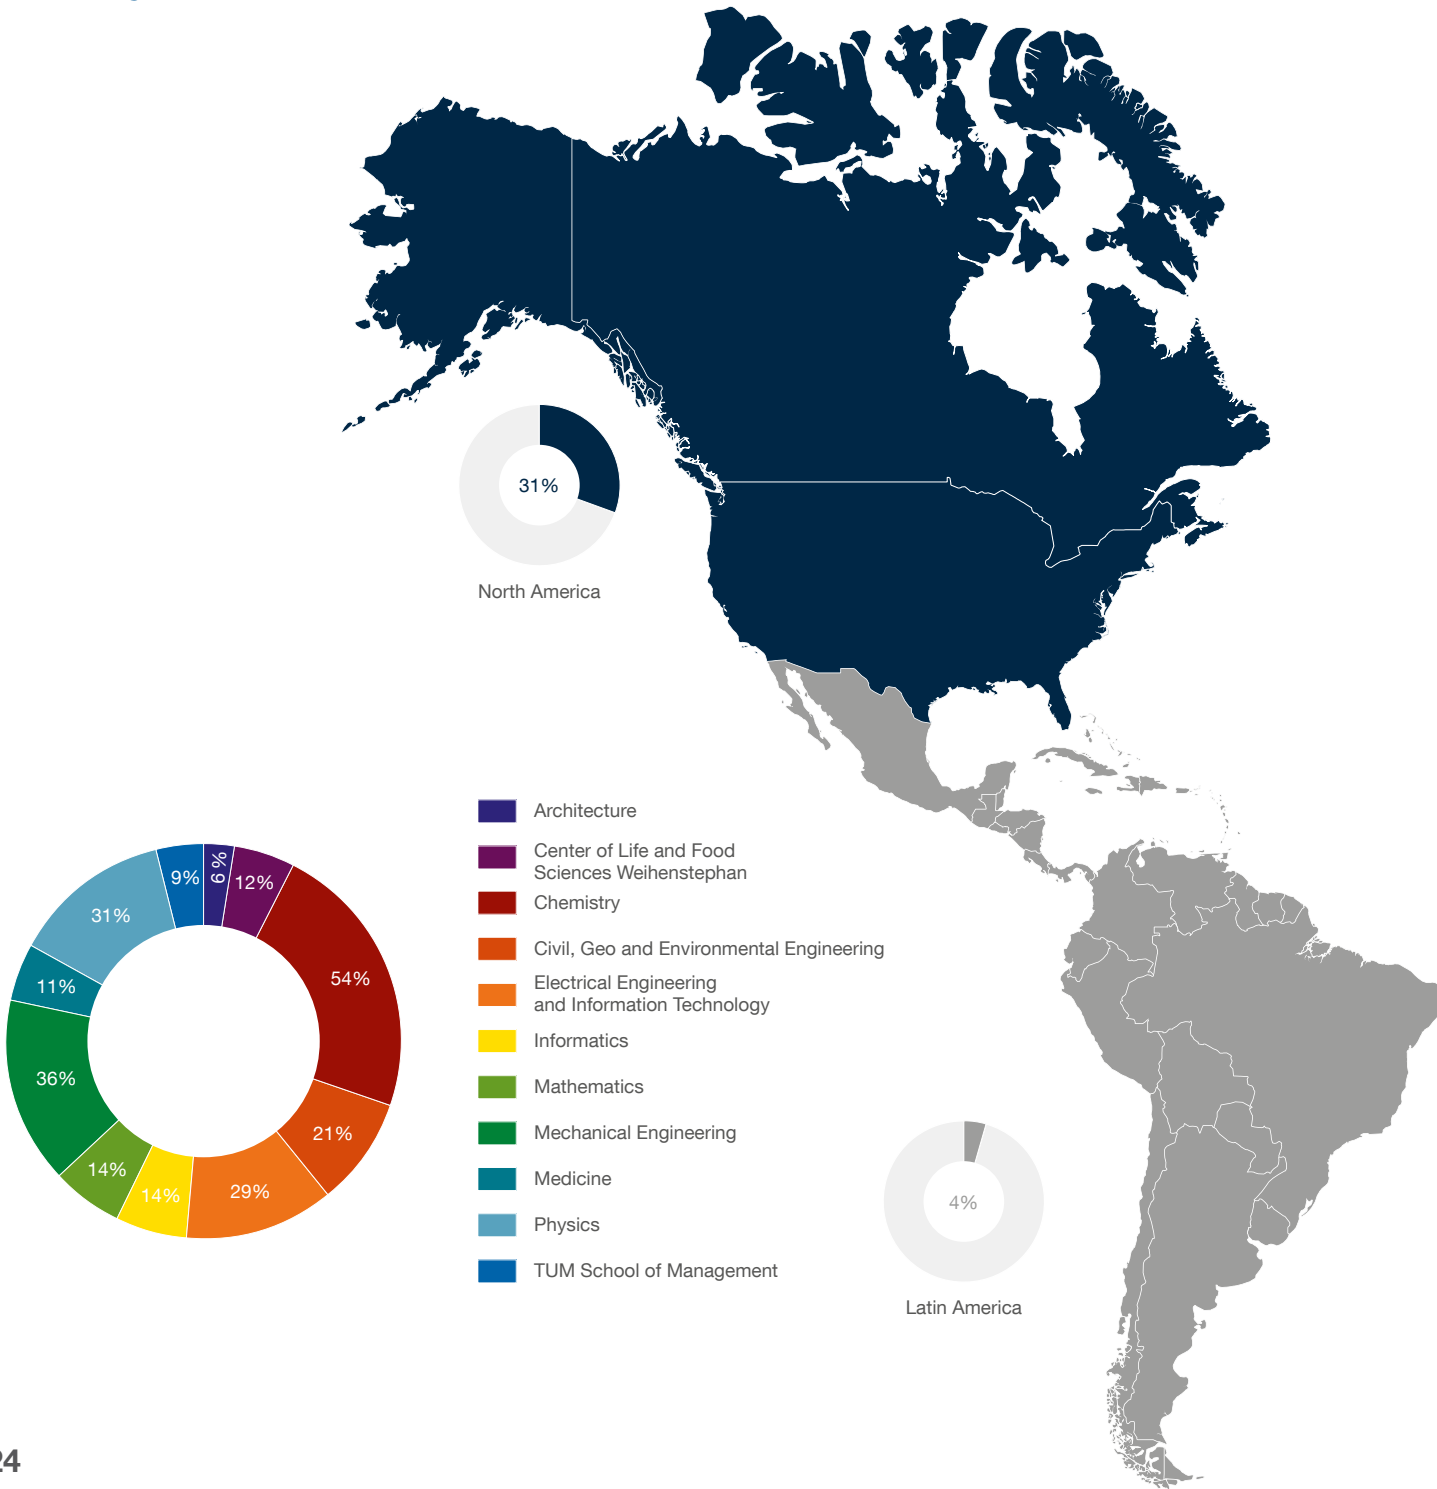 31%
North America
Architecture
Center of Life and Food
Sciences Weihenstephan
Chemistry
Civil, Geo and Environmental Engineering
Electrical Engineering
and Information Technology
Informatics
Mathematics
Mechanical Engineering
Medicine
Physics
TUM School of Management
6%
12%
54%
21%
29%
14%
14%
36%
11%
31%
9%
4%
Latin America
24